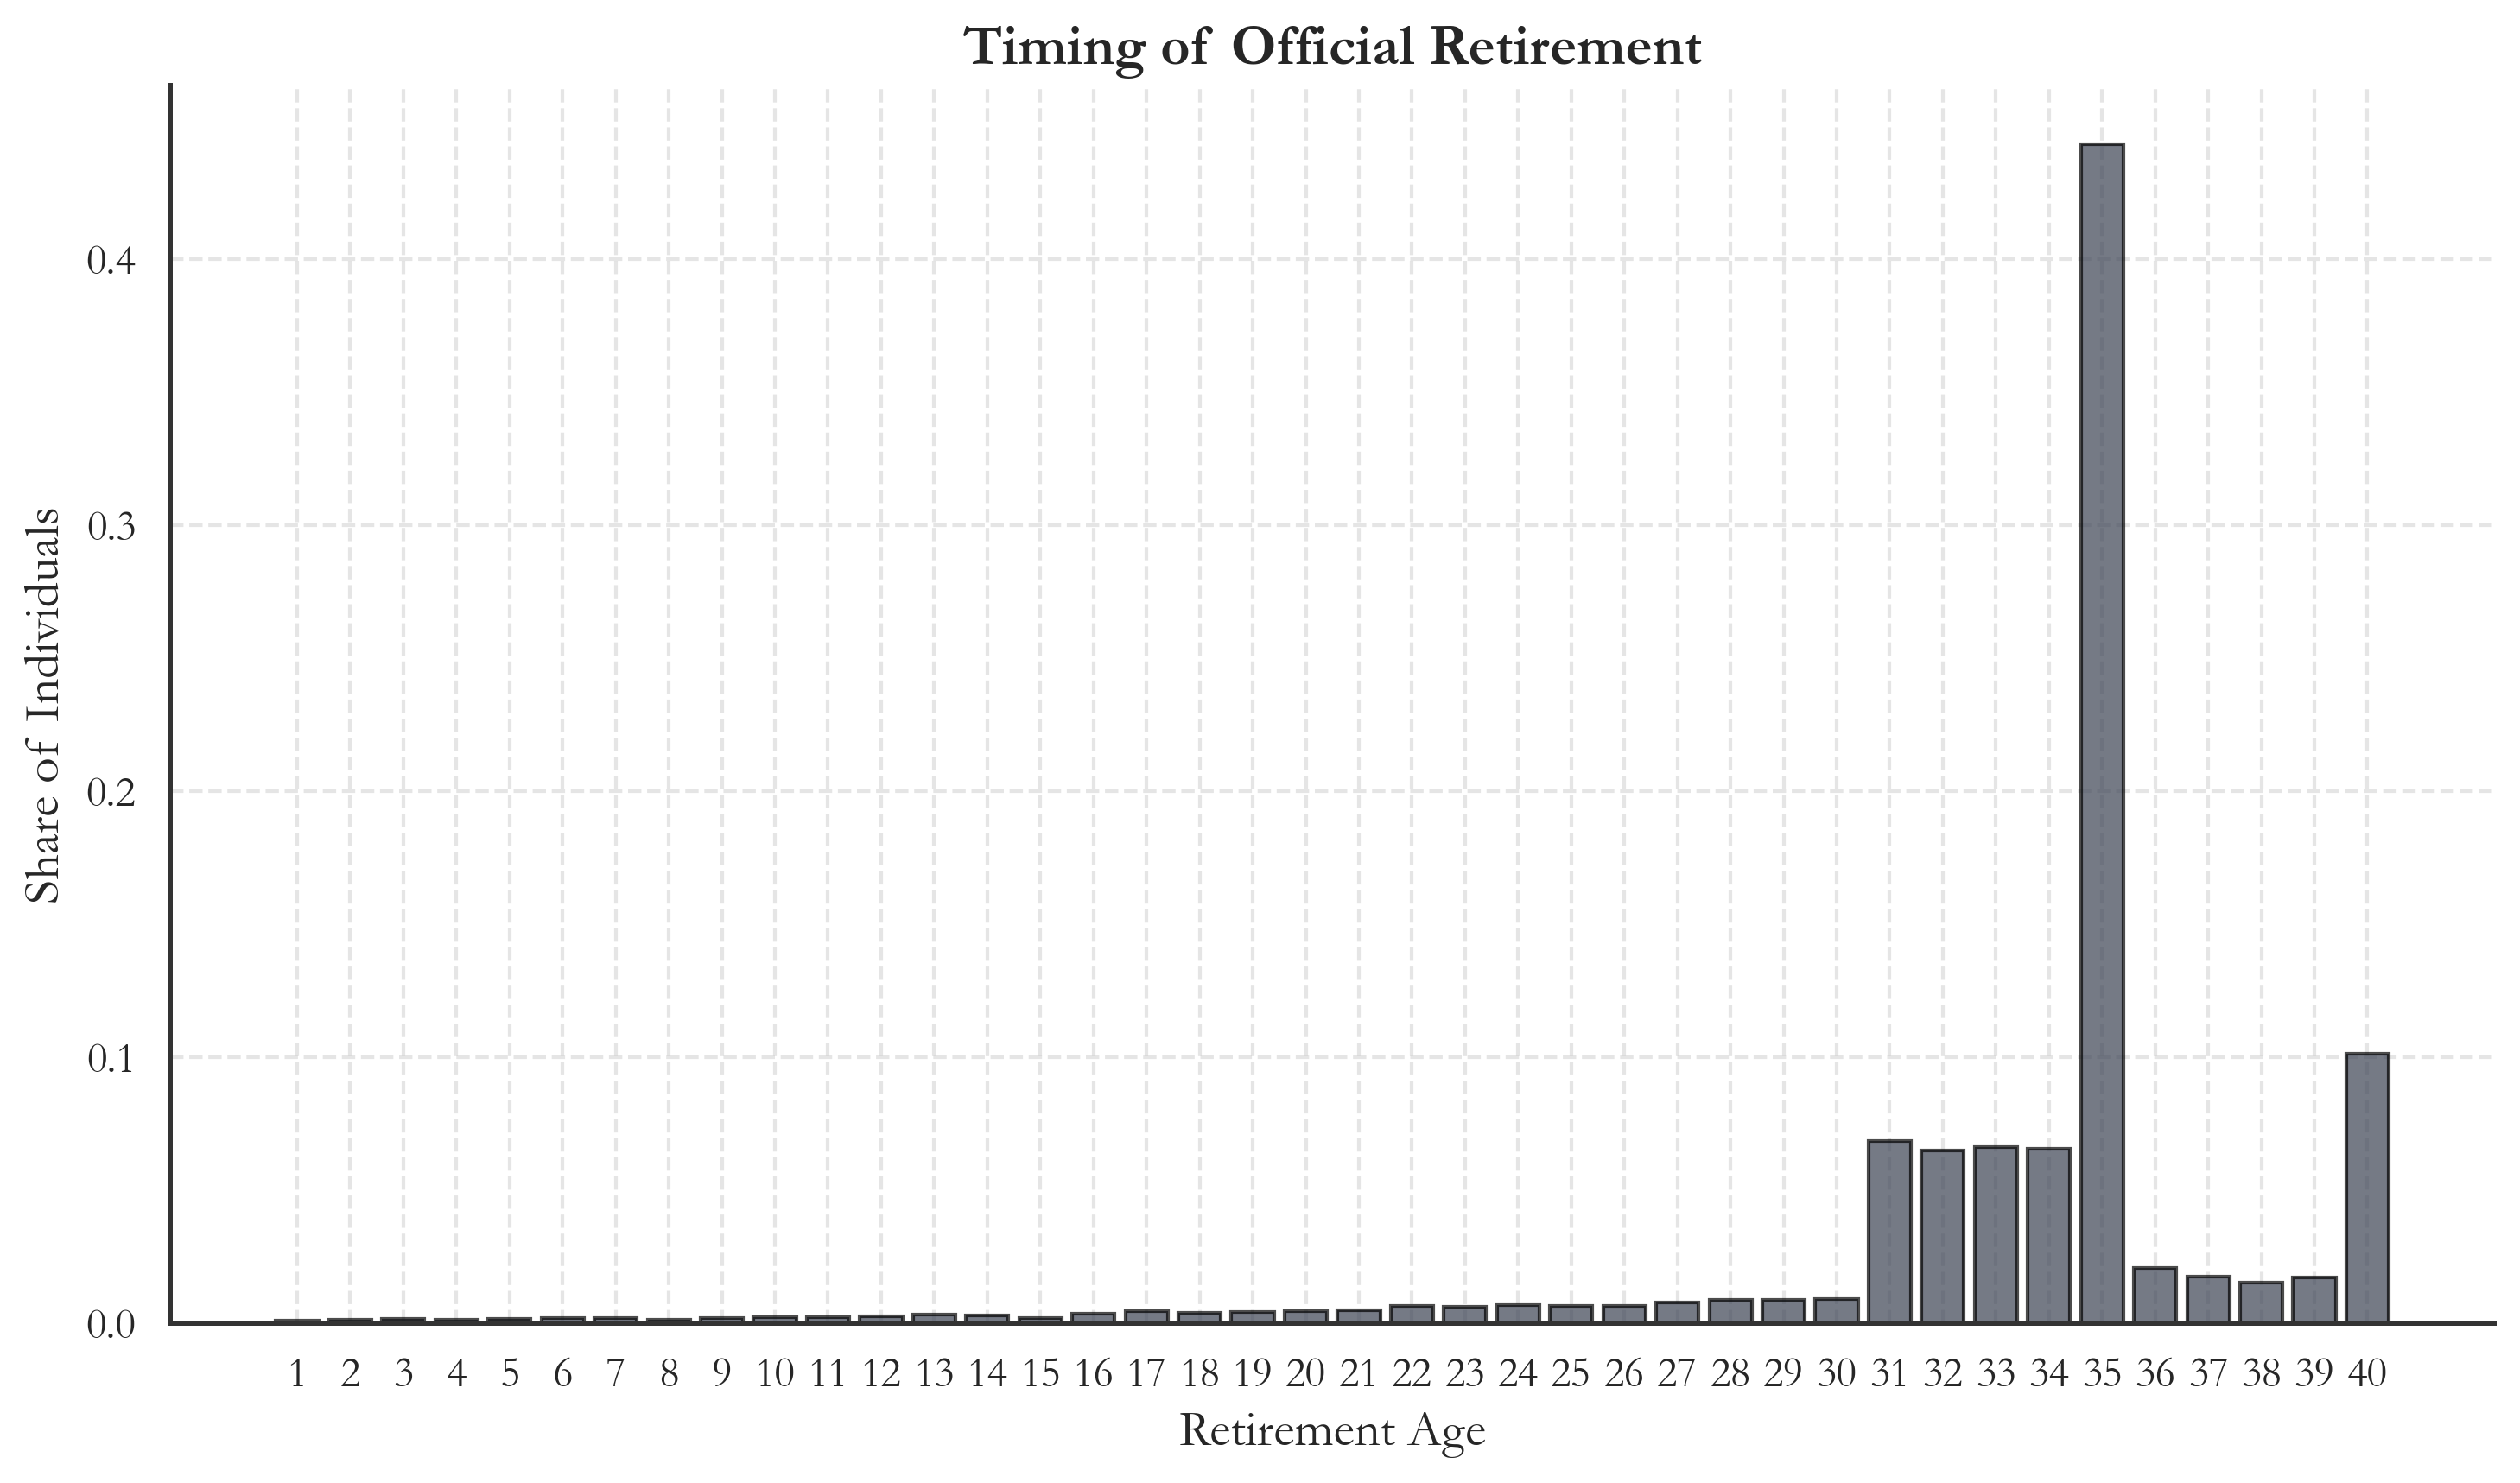 Timing of Official Retirement
Share of Individuals
0.4
0.3
0.2
0.1
0.0
1 2 3 4 5 6 7 8 9 10 11 12 13 14 15 16 17 18 19 20 21 22 23 24 25 26 27 28 29 30 31 32 33 34 35 36 37 38 39 40
Retirement Age